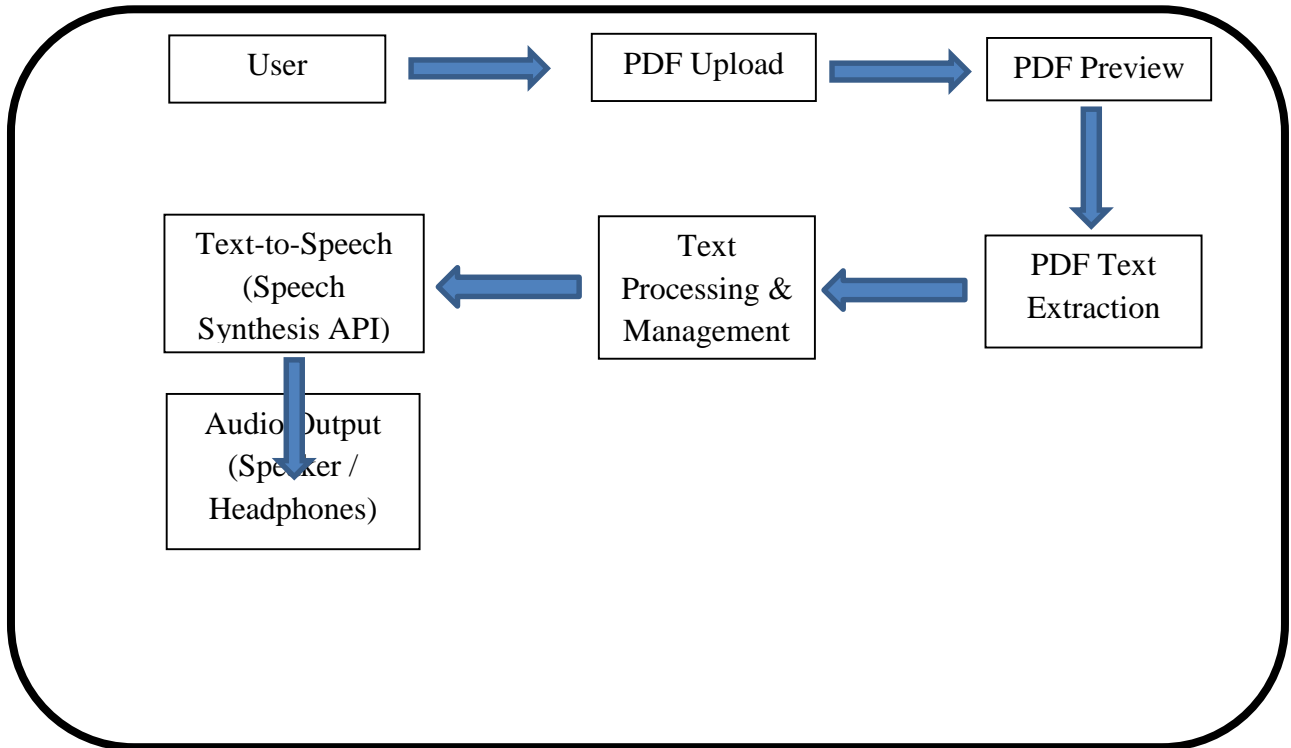 User
PDF Upload
PDF Preview
Text-to-Speech
(Speech
Synthesis API)
Text
Processing &
Management
PDF Text
Extraction
Audio Output
(Speaker /
Headphones)